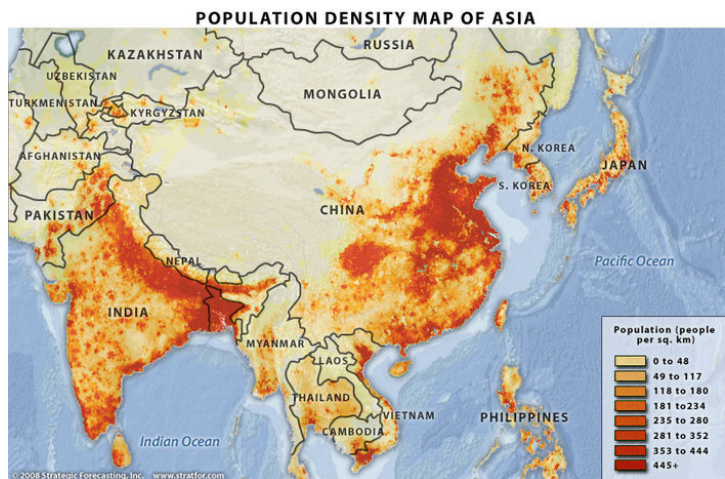 POPULATION DENSITY MAP OF ASIA
RUSSIA
KAZAKHSTAN
UZBEKISTAN
MONGOLIA
TURKMENISTAN
KYRGYZSTAN
N. KOREA
AFGHANISTAN
JAPAN
S. KOREA
PAKISTAN
CHINA
NEPAL
Pacific Ocean
INDIA
MYANMAR
LAOS
THAILAND
VIETNAM
PHILIPPINES
CAMBODIA
Indian Ocean
Population (people
per sq. km)
0 to 48
49 to 117
118 to 180
181 to234
235 to 280
281 to 352
353 to 444
445+
© 2008 Strategic Forecasting, Inc. www.stratfor.com